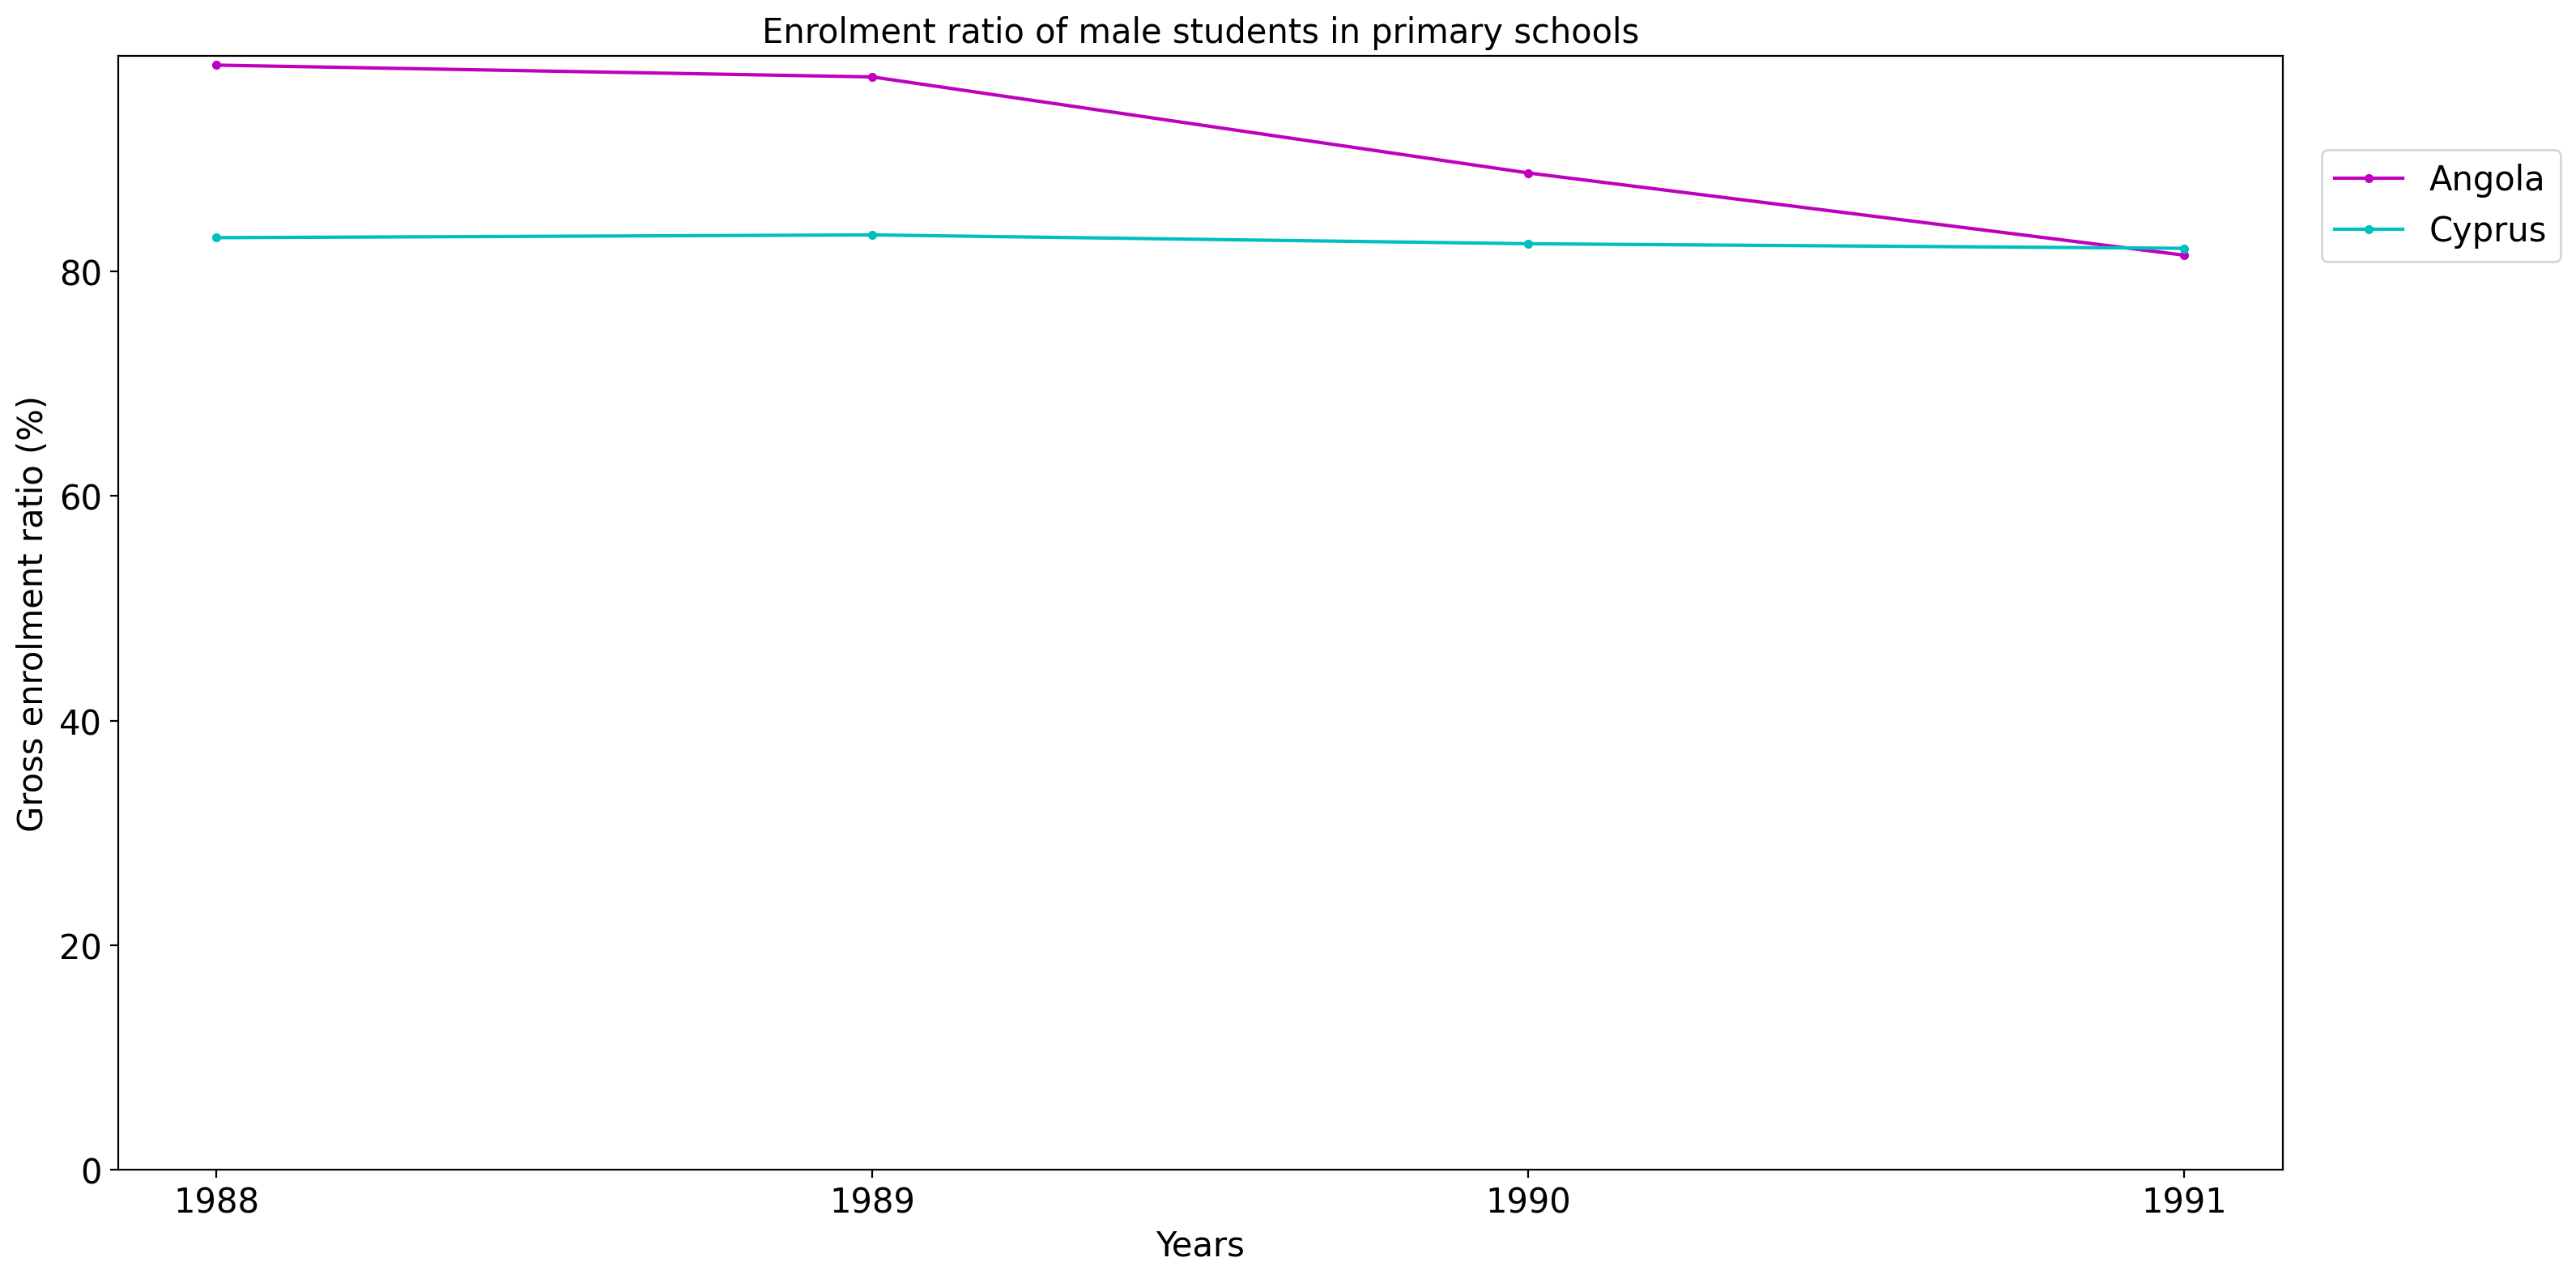 Enrolment ratio of male students in primary schools
Gross enrolment ratio (%)
80
60
40
20
0
1988 1989 1990 1991
Years
Angola
Cyprus